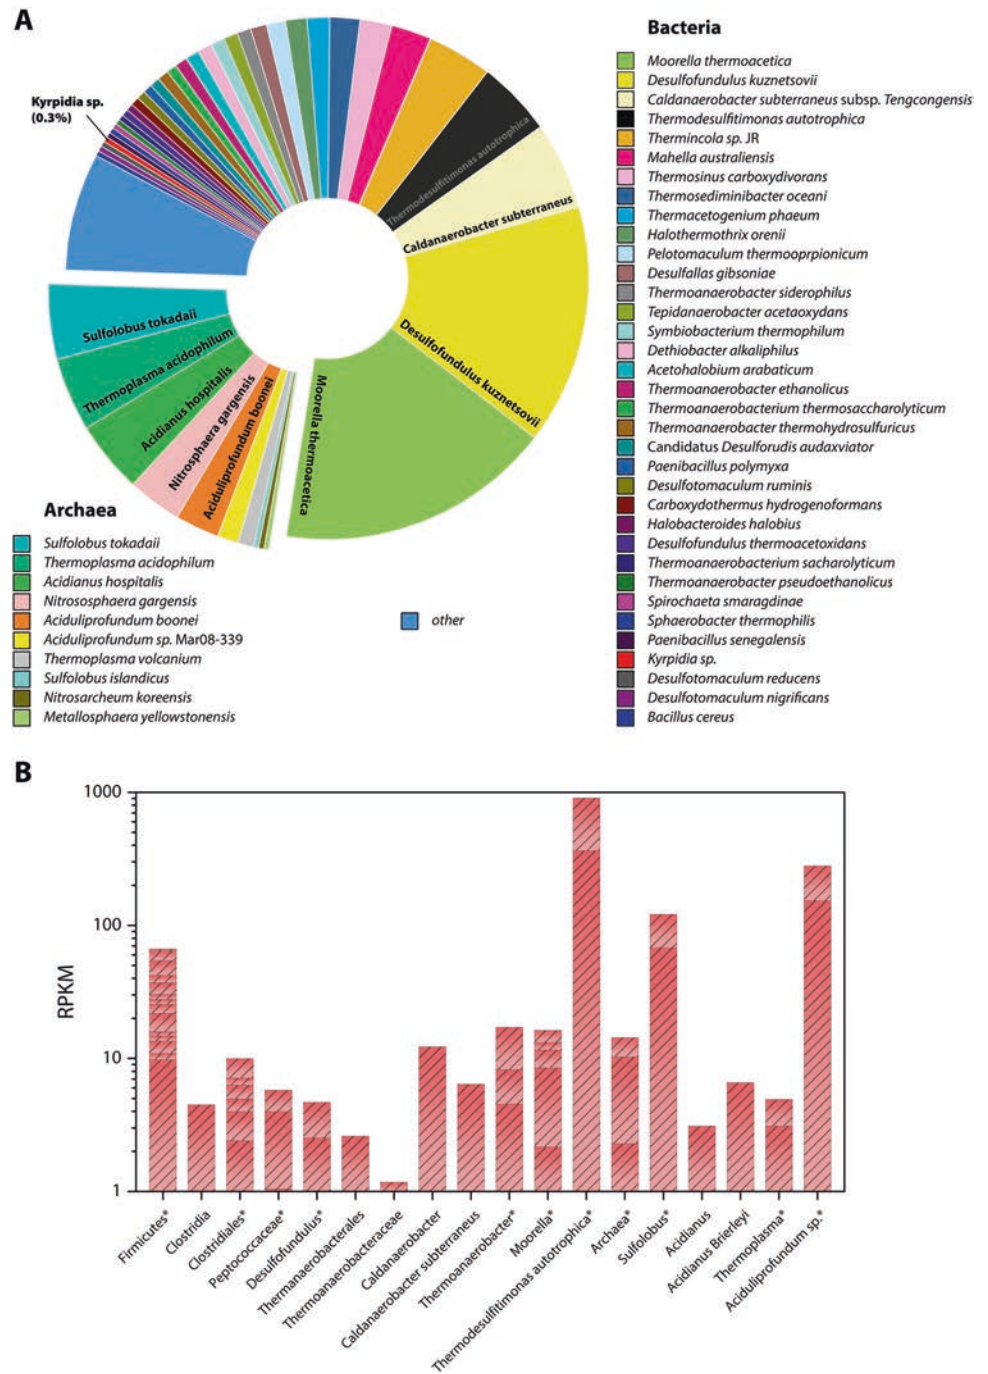 A
Kyrpidia sp.
(0.3%)
Thermodesulfitimonas autotrophica
Caldanaerobacter subterraneus
Desulfofundulus kuznetsovii
Moorella thermoacetica
Sulfolobus tokadaii
Thermoplasma acidophilum
Acidianus hospitalis
Nitrosphaera gargensis
Aciduliprofundum boonei
Bacteria
Moorella thermoacetica
Desulfofundulus kuznetsovii
Caldanaerobacter subterraneus subsp. Tengcongensis
Thermodesulfitimonas autotrophica
Thermincola sp. JR
Mahella australiensis
Thermosinus carboxydivorans
Thermosediminibacter oceani
Thermacetogenium phaeum
Halothermothrix orenii
Pelotomaculum thermooprpionicum
Desulfallas gibsoniae
Thermoanaerobacter siderophilus
Tepidanaerobacter acetaoxydans
Symbiobacterium thermophilum
Dethiobacter alkaliphilus
Acetohalobium arabaticum
Thermoanaerobacter ethanolicus
Thermoanaerobacterium thermosaccharolyticum
Thermoanaerobacter thermohydrosulfuricus
Candidatus Desulforudis audaxviator
Paenibacillus polymyxa
Desulfotomaculum ruminis
Carboxydothermus hydrogenoformans
Halobacteroides halobius
Desulfofundulus thermoacetoxidans
Thermoanaerobacterium sacharolyticum
Thermoanaerobacter pseudoethanolicus
Spirochaeta smaragdinae
Sphaerobacter thermophilis
Paenibacillus senegalensis
Kyrpidia sp.
Desulfotomaculum reducens
Desulfotomaculum nigrificans
Bacillus cereus
Archaea
Sulfolobus tokadaii
Thermoplasma acidophilum
Acidianus hospitalis
Nitrososphaera gargensis
Aciduliprofundum boonei
Aciduliprofundum sp. Mar08-339
Thermoplasma volcanium
Sulfolobus islandicus
Nitrosarcheum koreensis
Metallosphaera yellowstonensis
other
B
RPKM
1000
100
10
1
Firmicutes*
Clostridia
Clostridiales*
Peptococcaceae*
Desulfofundulus*
Thermanaerobacterales
Thermoanaerobacteraceae
Caldanaerobacter
Caldanaerobacter subterraneus
Thermoanaerobacter*
Moorella*
Thermodesulfitimonas autotrophica*
Archaea*
Sulfolobus*
Acidianus
Acidianus Brierleyi
Thermoplasma*
Aciduliprofundum sp.*